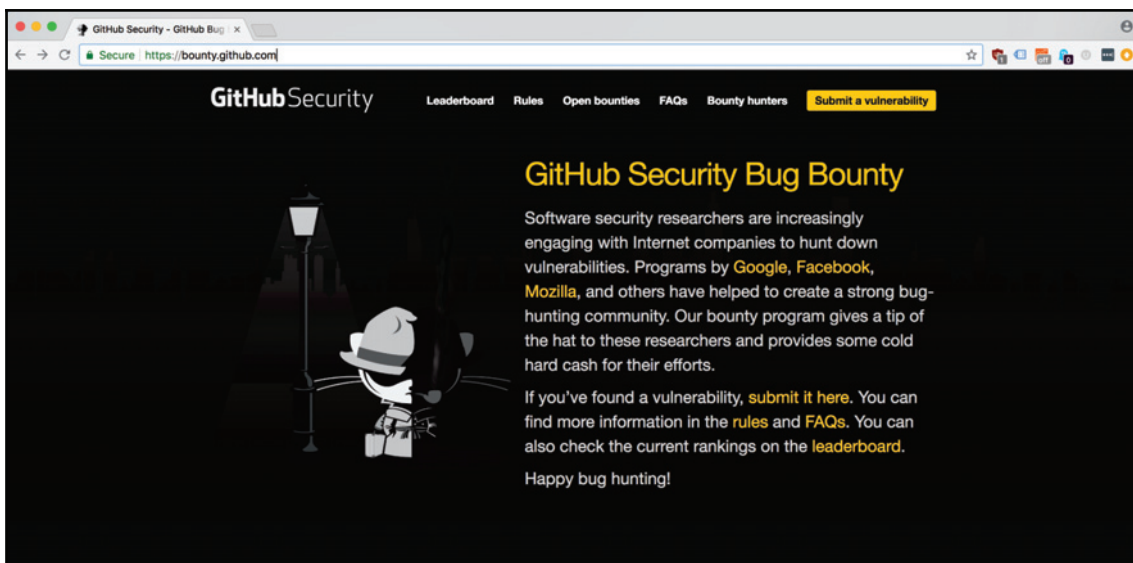 GitHub Security - GitHub Bug
Secure https://bounty.github.com
off
1
0
GitHub Security
Leaderboard Rules Open bounties FAQs Bounty hunters Submit a vulnerability
GitHub Security Bug Bounty
Software security researchers are increasingly
engaging with Internet companies to hunt down
vulnerabilities. Programs by Google, Facebook,
Mozilla, and others have helped to create a strong bug-
hunting community. Our bounty program gives a tip of
the hat to these researchers and provides some cold
hard cash for their efforts.
If you’ve found a vulnerability, submit it here. You can
find more information in the rules and FAQs. You can
also check the current rankings on the leaderboard.
Happy bug hunting!